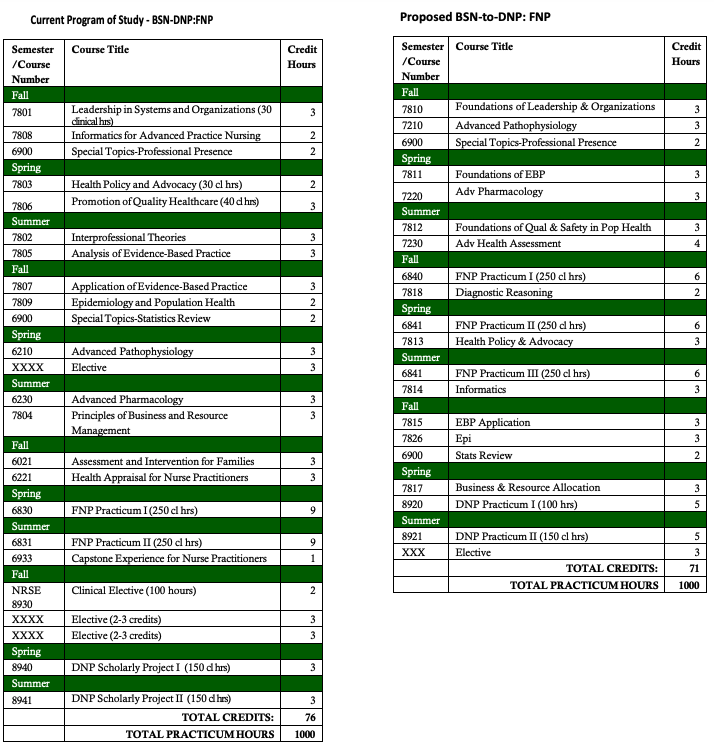 Current Program of Study - BSN-DNP:FNP
Semester /Course Number Course Title Credit Hours
Fall
7801 Leadership in Systems and Organizations (30 clinical hrs) 3
7808 Informatics for Advanced Practice Nursing 2
6900 Special Topics-Professional Presence 2
Spring
7803 Health Policy and Advocacy (30 cl hrs) 2
7806 Promotion of Quality Healthcare (40 cl hrs) 3
Summer
7802 Interprofessional Theories 3
7805 Analysis of Evidence-Based Practice 3
Fall
7807 Application of Evidence-Based Practice 3
7809 Epidemiology and Population Health 2
6900 Special Topics-Statistics Review 2
Spring
6210 Advanced Pathophysiology 3
XXXX Elective 3
Summer
6230 Advanced Pharmacology 3
7804 Principles of Business and Resource Management 3
Fall
6021 Assessment and Intervention for Families 3
6221 Health Appraisal for Nurse Practitioners 3
Spring
6830 FNP Practicum I (250 cl hrs) 9
Summer
6831 FNP Practicum II (250 cl hrs) 9
6933 Capstone Experience for Nurse Practitioners 1
Fall
NRSE 8930 Clinical Elective (100 hours) 2
XXXX Elective (2-3 credits) 3
XXXX Elective (2-3 credits) 3
Spring
8940 DNP Scholarly Project I (150 cl hrs) 3
Summer
8941 DNP Scholarly Project II (150 cl hrs) 3
TOTAL CREDITS: 76
TOTAL PRACTICUM HOURS 1000
Proposed BSN-to-DNP: FNP
Semester /Course Number Course Title Credit Hours
Fall
7810 Foundations of Leadership & Organizations 3
7210 Advanced Pathophysiology 3
6900 Special Topics-Professional Presence 2
Spring
7811 Foundations of EBP 3
7220 Adv Pharmacology 3
Summer
7812 Foundations of Qual & Safety in Pop Health 3
7230 Adv Health Assessment 4
Fall
6840 FNP Practicum I (250 cl hrs) 6
7818 Diagnostic Reasoning 2
Spring
6841 FNP Practicum II (250 cl hrs) 6
7813 Health Policy & Advocacy 3
Summer
6841 FNP Practicum III (250 cl hrs) 6
7814 Informatics 3
Fall
7815 EBP Application 3
7826 Epi 3
6900 Stats Review 2
Spring
7817 Business & Resource Allocation 3
8920 DNP Practicum I (100 hrs) 5
Summer
8921 DNP Practicum II (150 cl hrs) 5
XXX Elective 3
TOTAL CREDITS: 71
TOTAL PRACTICUM HOURS 1000